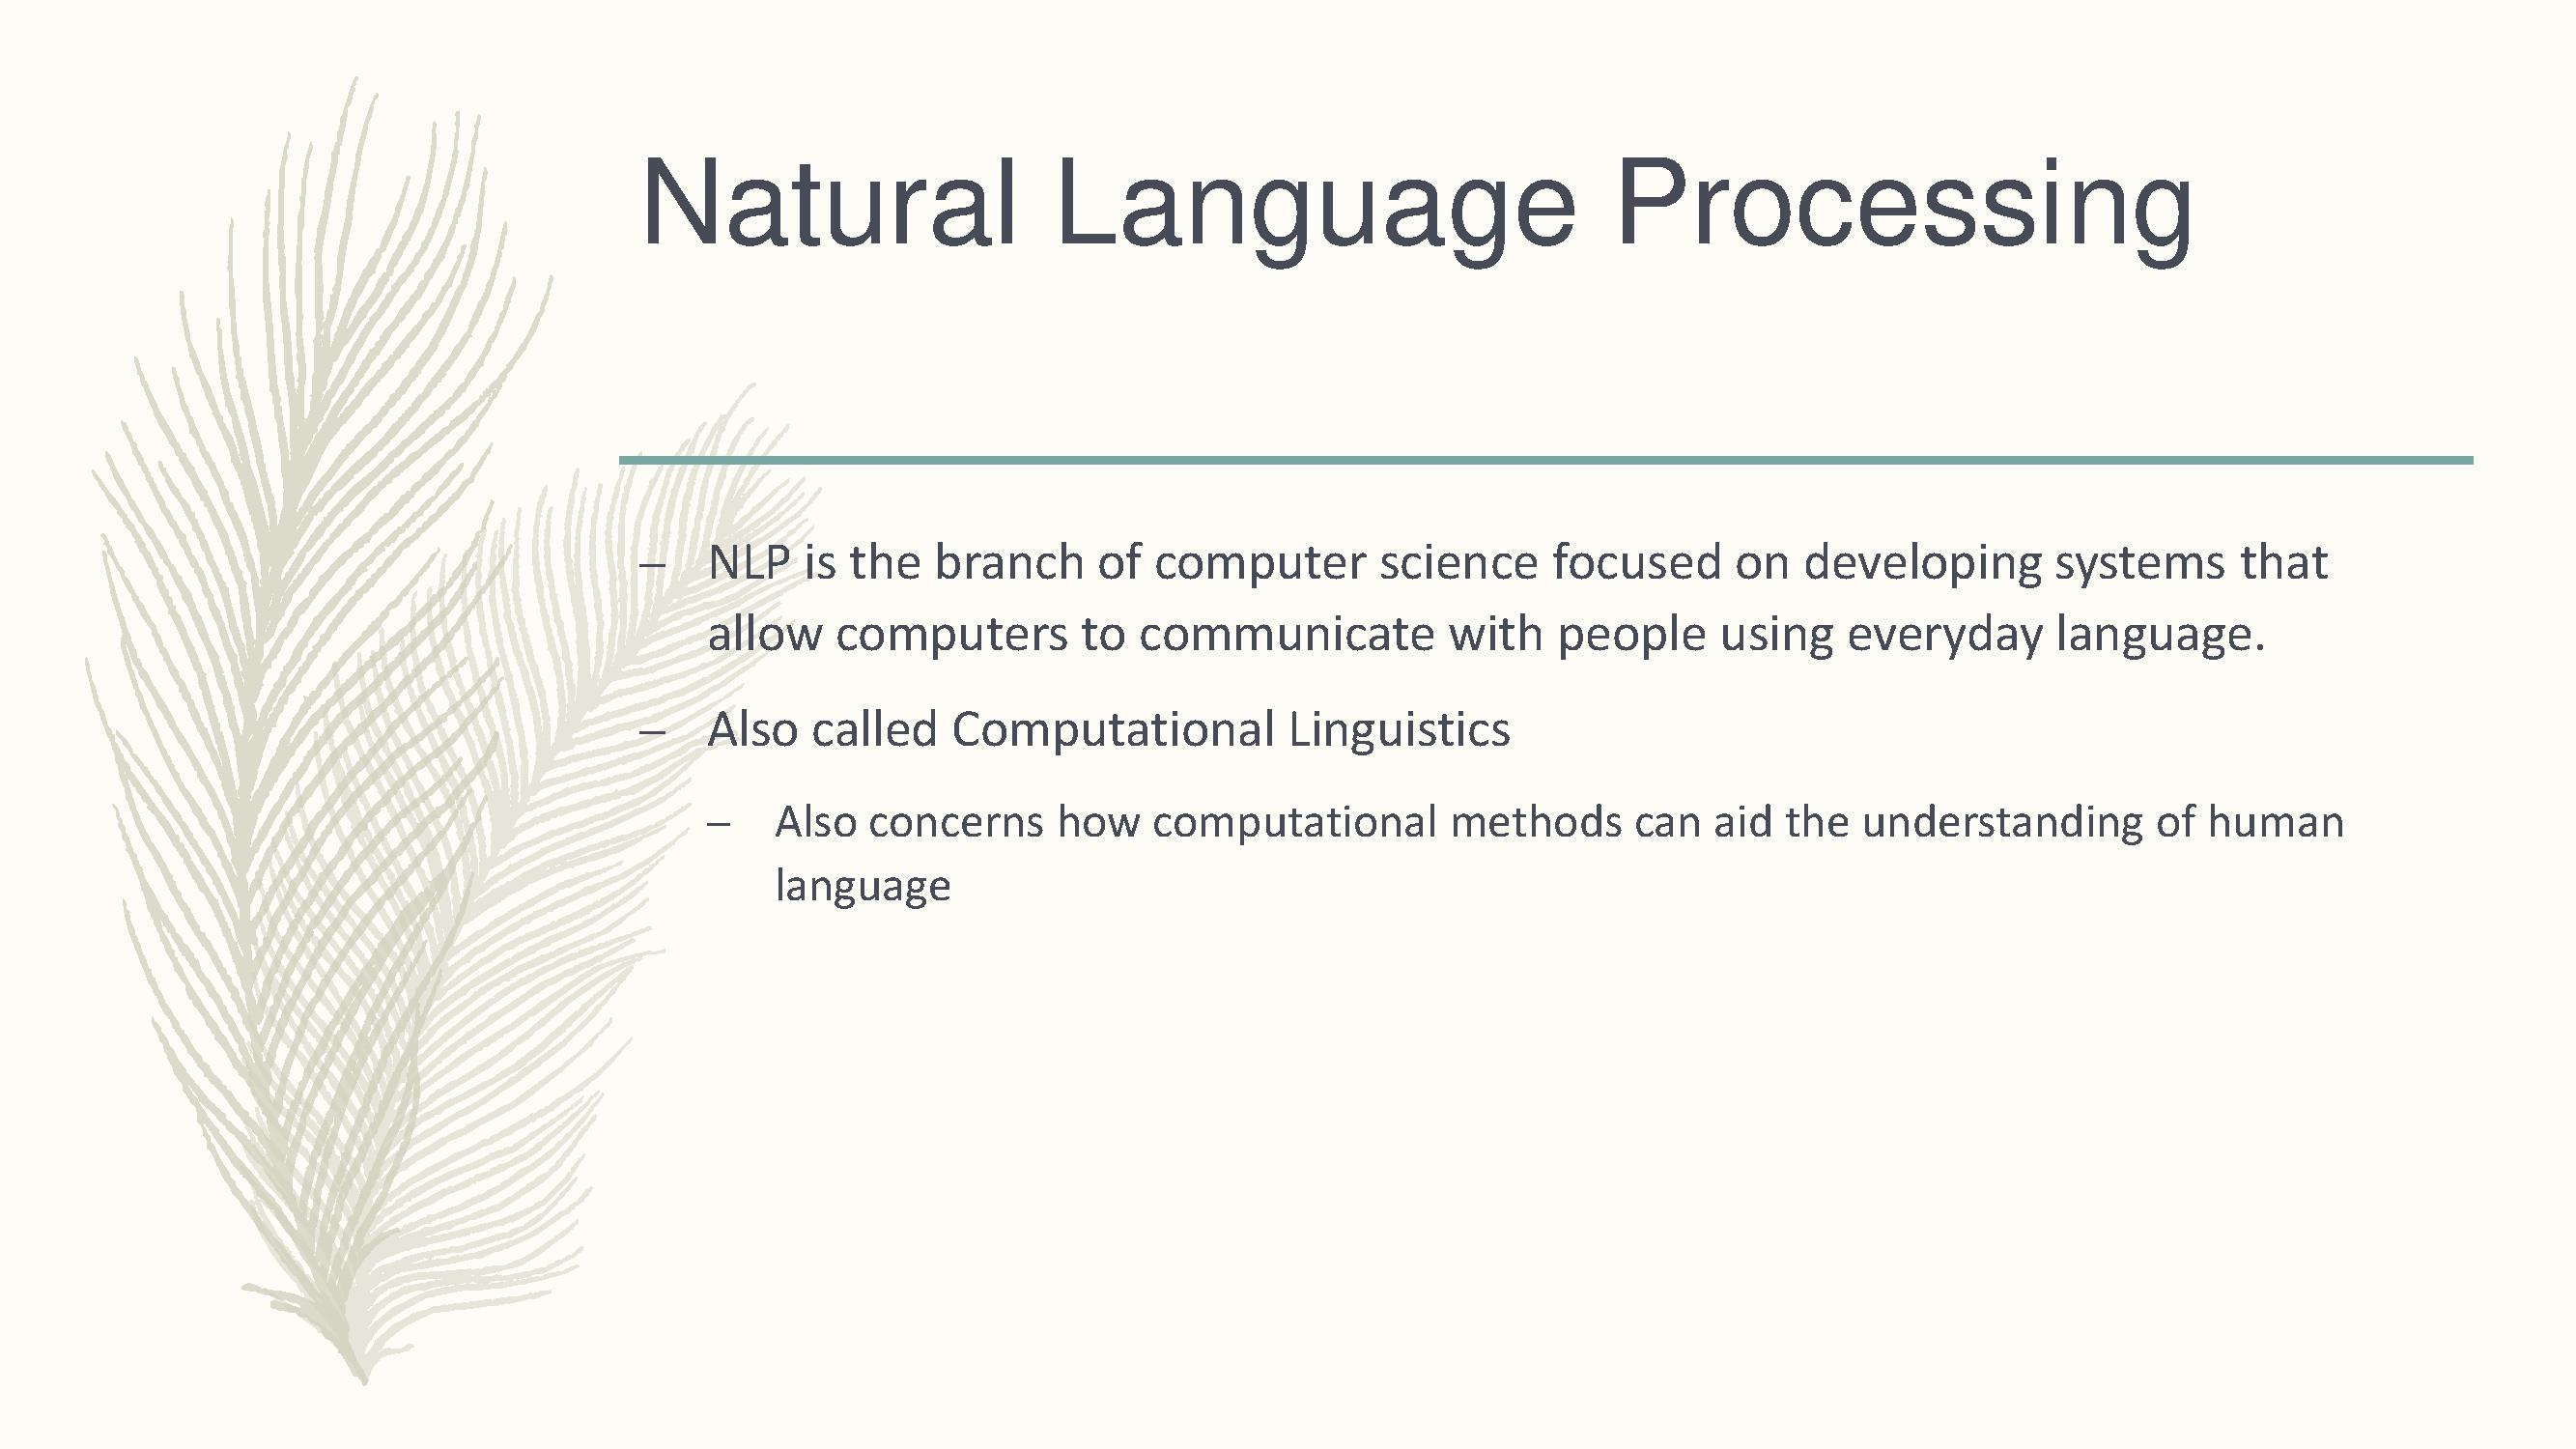 Natural Language Processing
– NLP is the branch of computer science focused on developing systems that
allow computers to communicate with people using everyday language.
– Also called Computational Linguistics
– Also concerns how computational methods can aid the understanding of human
language